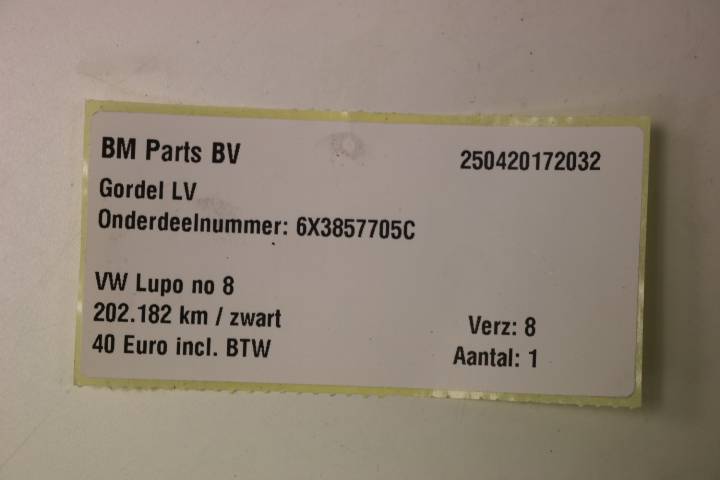 BM Parts BV 250420172032
Gordel LV
Onderdeelnummer: 6X3857705C
VW Lupo no 8
202.182 km / zwart Verz: 8
40 Euro incl. BTW Aantal: 1